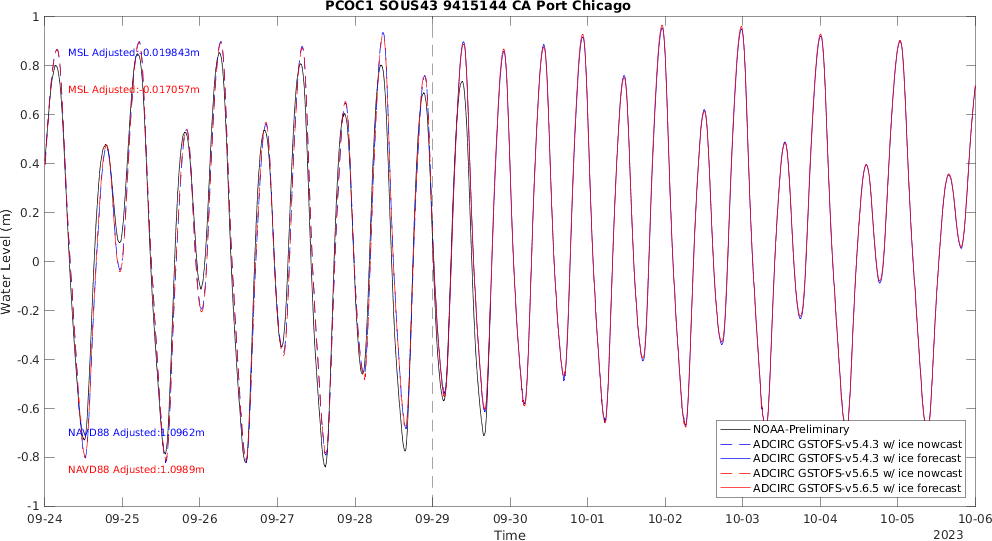 PCOC1 SOUS43 9415144 CA Port Chicago
MSL Adjusted:-0.019843m
MSL Adjusted:-0.017057m
NAVD88 Adjusted:1.0962m
NAVD88 Adjusted:1.0989m
Water Level (m)
1
0.8
0.6
0.4
0.2
0
-0.2
-0.4
-0.6
-0.8
-1
NOAA-Preliminary
ADCIRC GSTOFS-v5.4.3 w/ ice nowcast
ADCIRC GSTOFS-v5.4.3 w/ ice forecast
ADCIRC GSTOFS-v5.6.5 w/ ice nowcast
ADCIRC GSTOFS-v5.6.5 w/ ice forecast
09-24 09-25 09-26 09-27 09-28 09-29 09-30 10-01 10-02 10-03 10-04 10-05 10-06
Time
2023